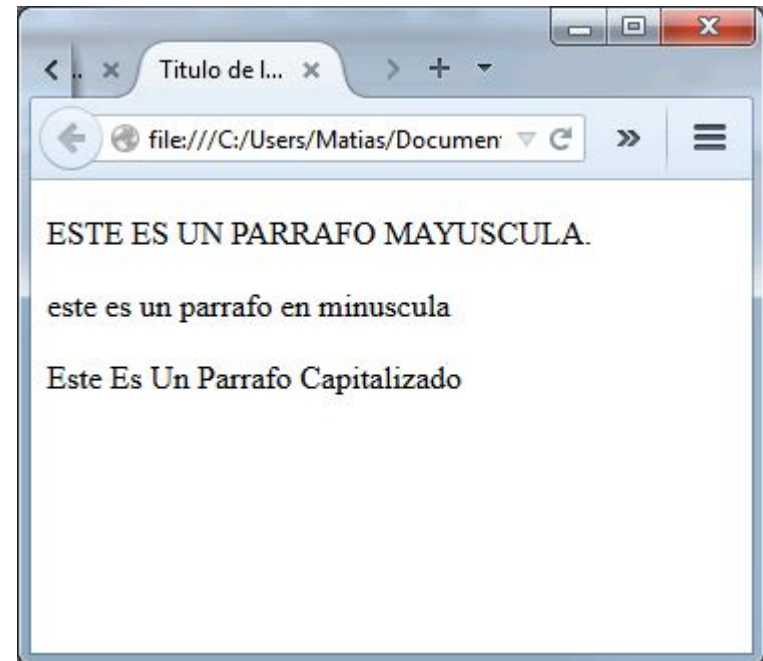 Titulo de l...
file:///C:/Users/Matias/Documen
ESTE ES UN PARRAFO MAYUSCULA.
este es un parrafo en minuscula
Este Es Un Parrafo Capitalizado